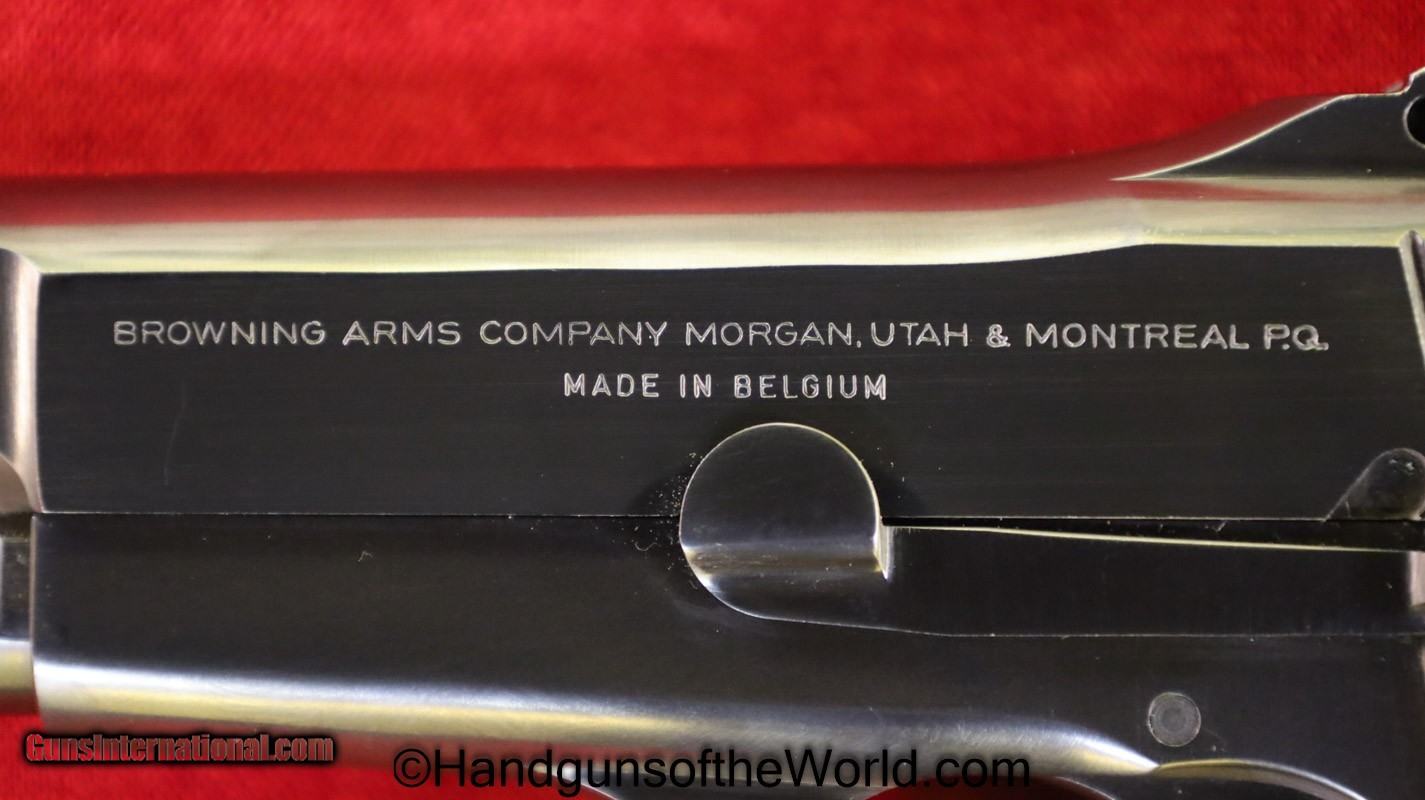 BROWNING ARMS COMPANY MORGAN, UTAH & MONTREAL P.Q.
MADE IN BELGIUM
GunsInternational.com
©HandgunsoftheWorld.com